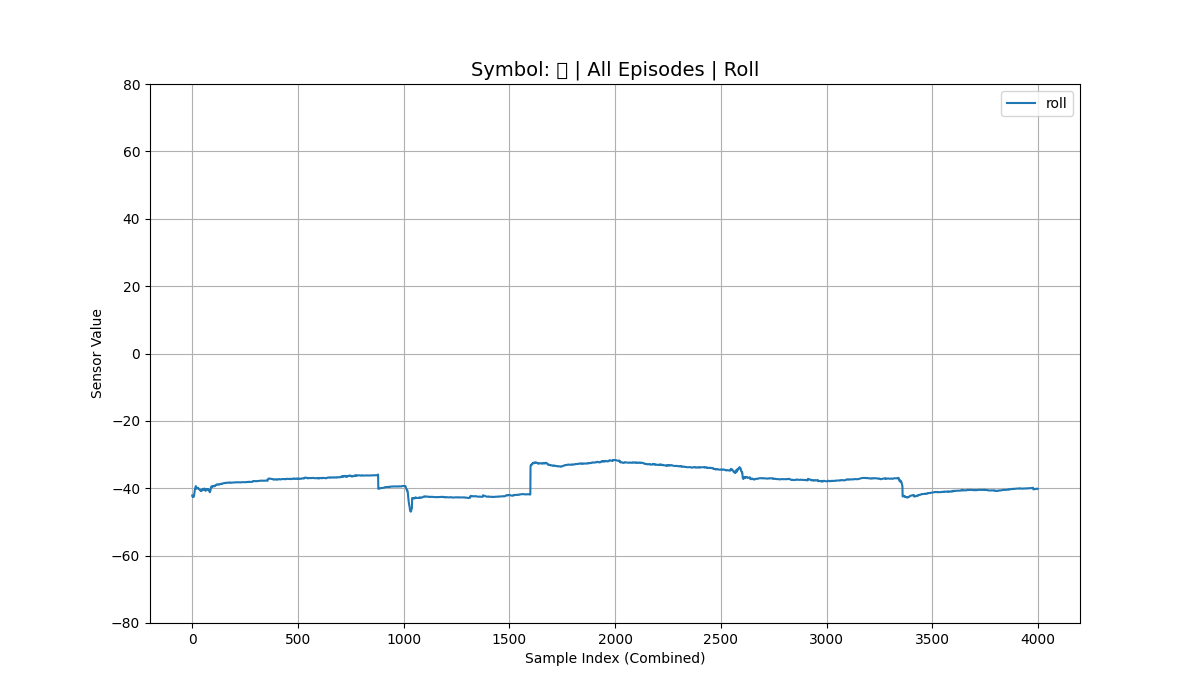 Symbol: | All Episodes | Roll
roll
80
60
40
20
0
−20
−40
−60
−80
Sensor Value
0 500 1000 1500 2000 2500 3000 3500 4000
Sample Index (Combined)